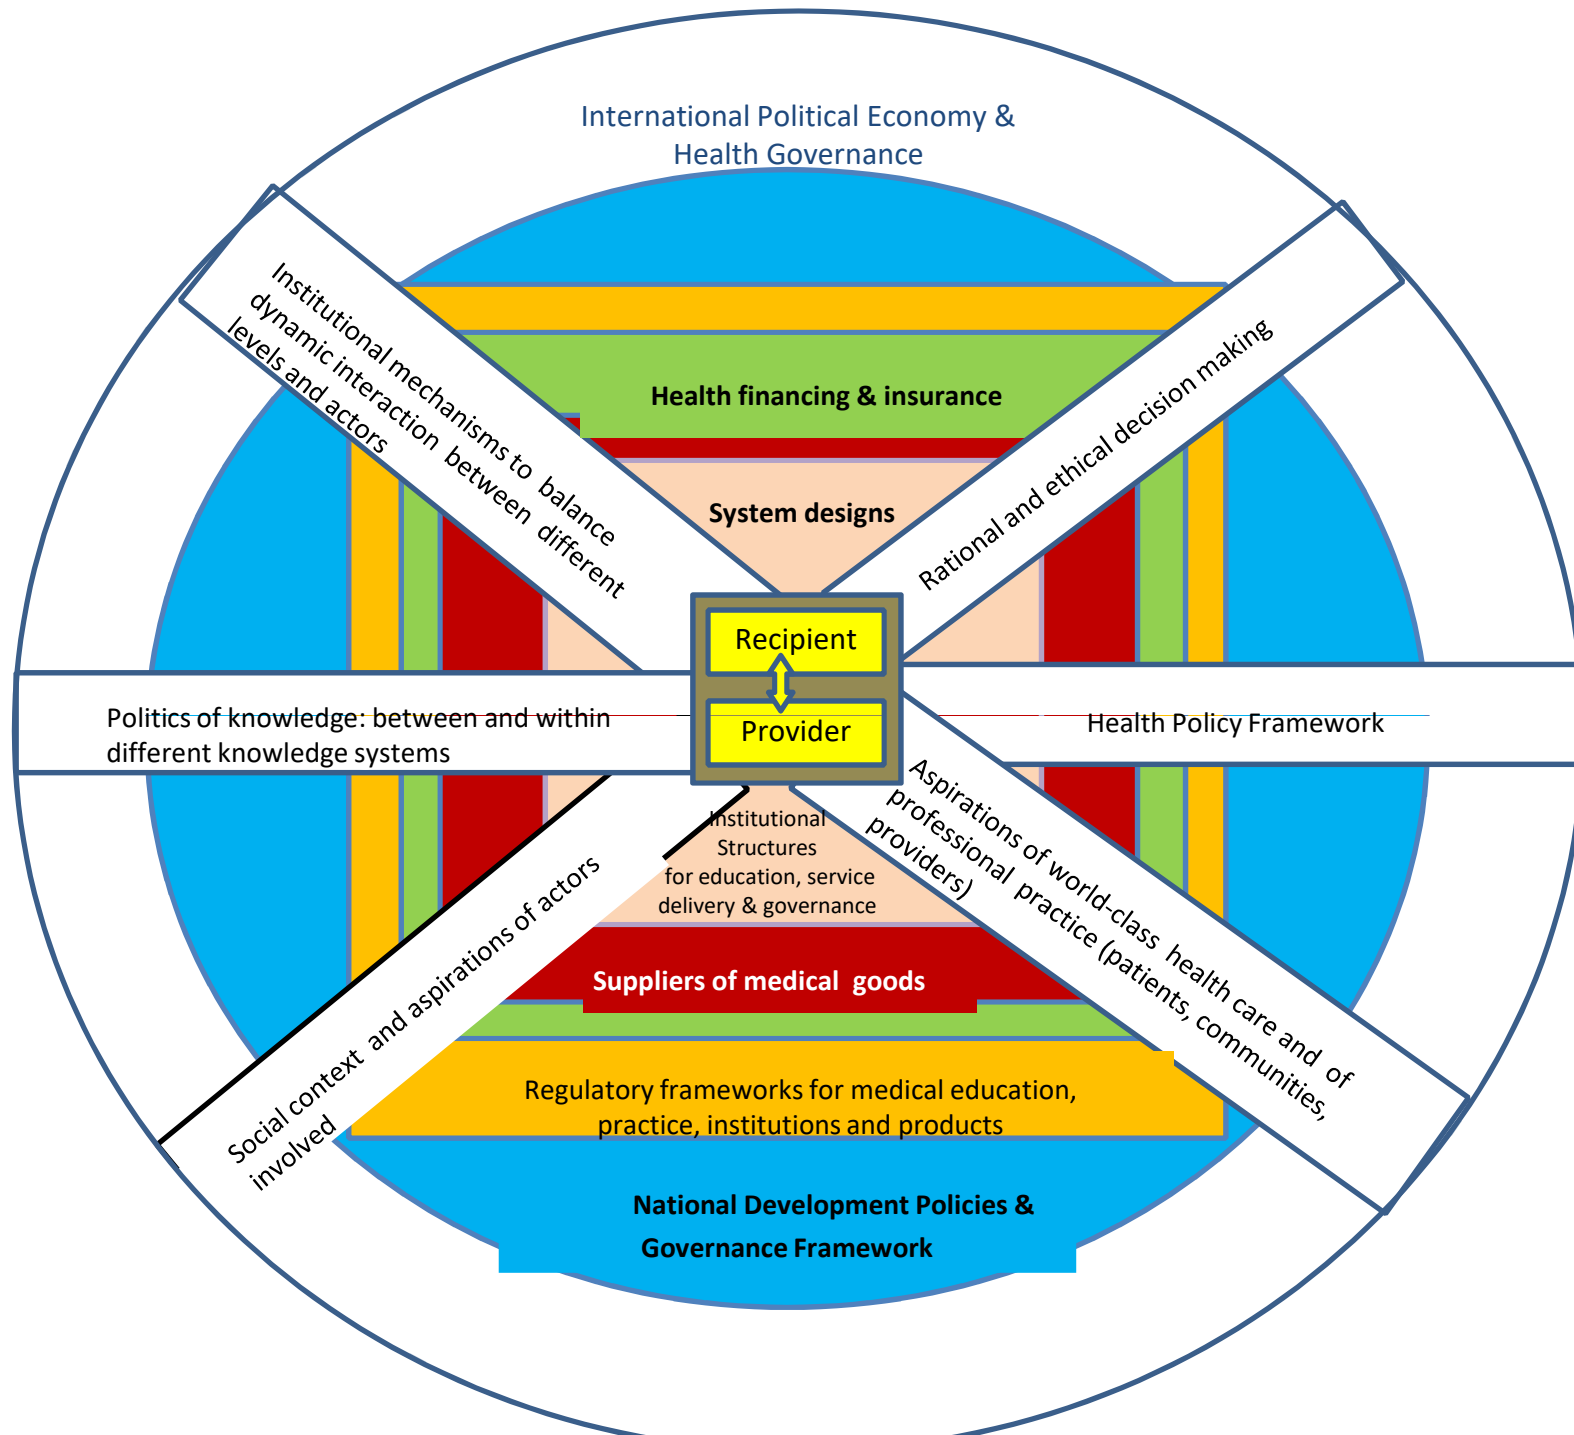 International Political Economy &
Health Governance
Institutional mechanisms to balance
dynamic interaction between different
levels and actors
Rational and ethical decision making
Health financing & insurance
System designs
Recipient
Provider
Politics of knowledge: between and within
different knowledge systems
Health Policy Framework
Aspirations of world-class health care and of
professional practice (patients, communities,
providers)
Institutional
Structures
for education, service
delivery & governance
Social context and aspirations of actors
involved
Suppliers of medical goods
Regulatory frameworks for medical education,
practice, institutions and products
National Development Policies &
Governance Framework